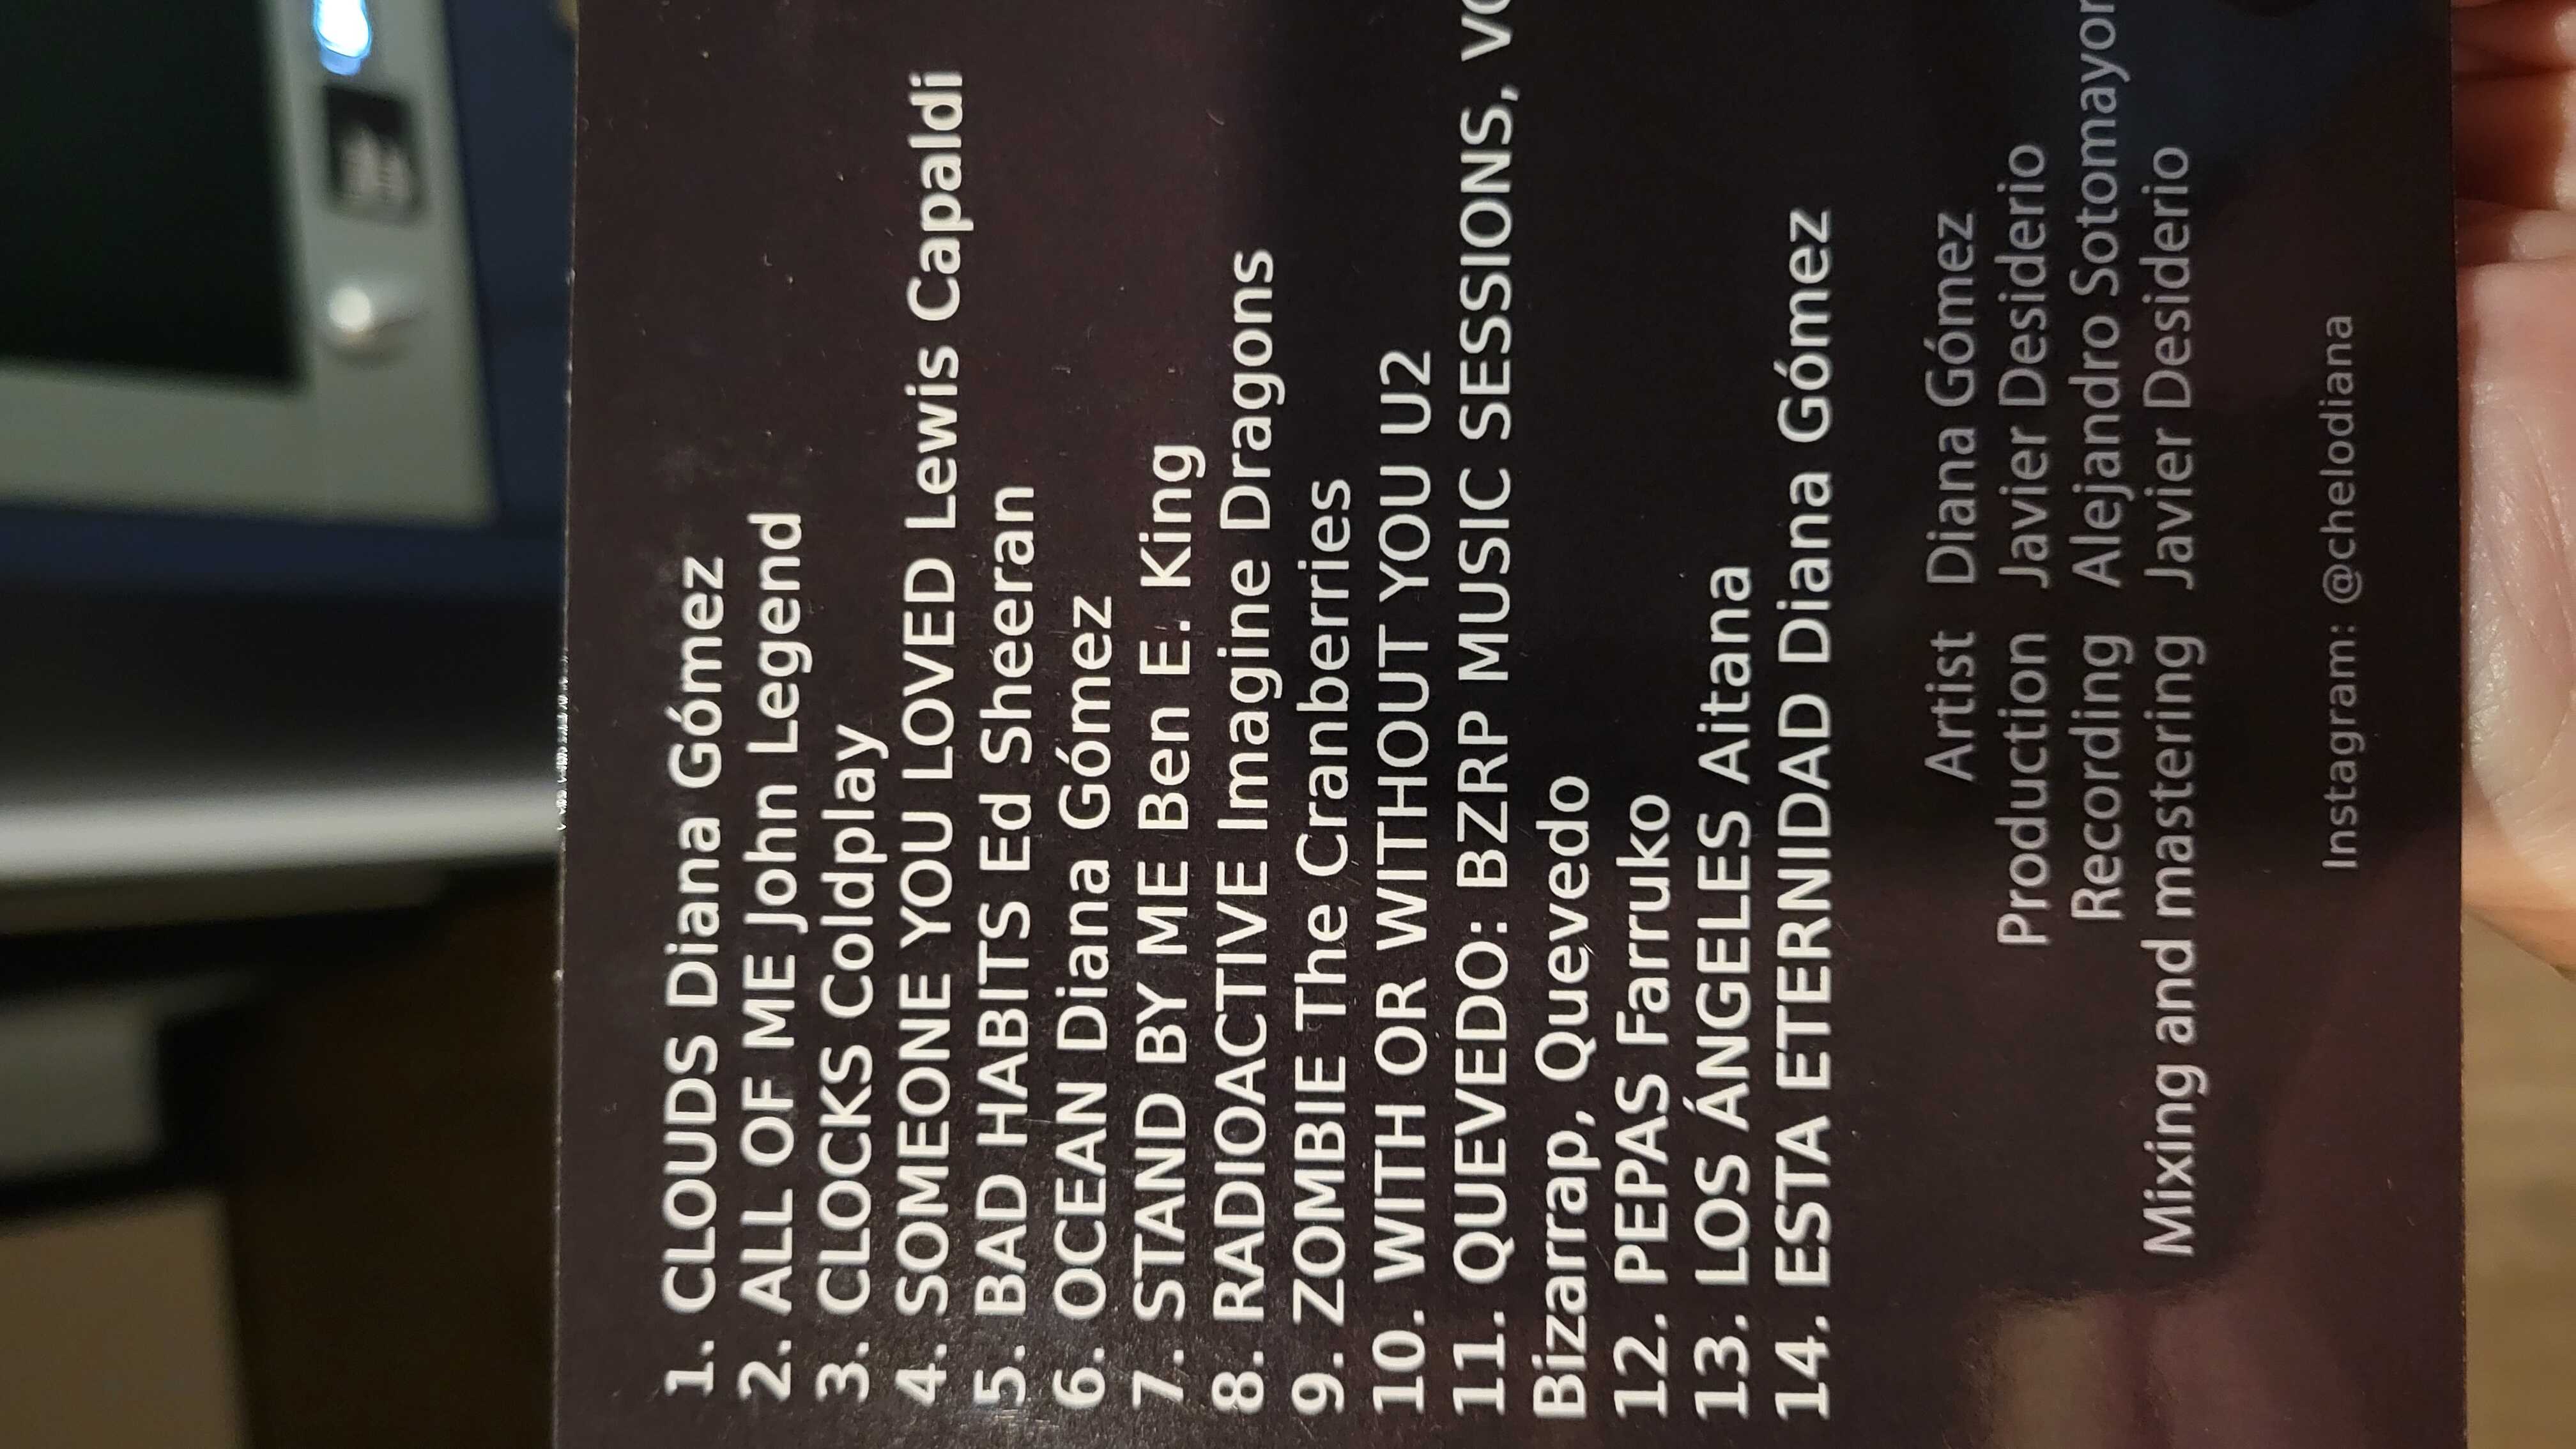 1. CLOUDS Diana Gómez
2. ALL OF ME John Legend
3. CLOCKS Coldplay
4. SOMEONE YOU LOVED Lewis Capaldi
5. BAD HABITS Ed Sheeran
6. OCEAN Diana Gómez
7. STAND BY ME Ben E. King
8. RADIOACTIVE Imagine Dragons
9. ZOMBIE The Cranberries
10. WITH OR WITHOUT YOU U2
11. QUEVEDO: BZRP MUSIC SESSIONS,
Bizarrap, Quevedo
12. PEPAS Farruko
13. LOS ÁNGELES Aitana
14. ESTA ETERNIDAD Diana Gómez
Artist Diana Gómez
Production Javier Desiderio
Recording Alejandro Sotomayor
Mixing and mastering Javier Desiderio
Instagram: @chelodiana